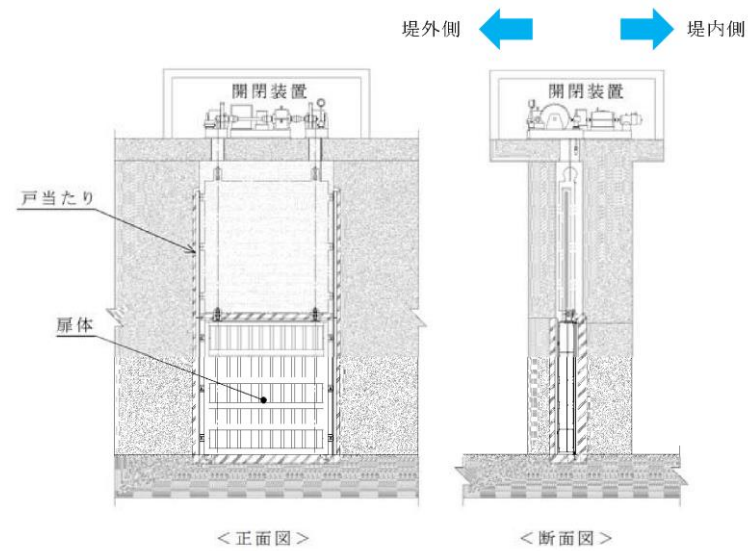 堤外側
堤内側
開閉装置
開閉装置
戸当たり
扉体
＜正面図＞
＜断面図＞